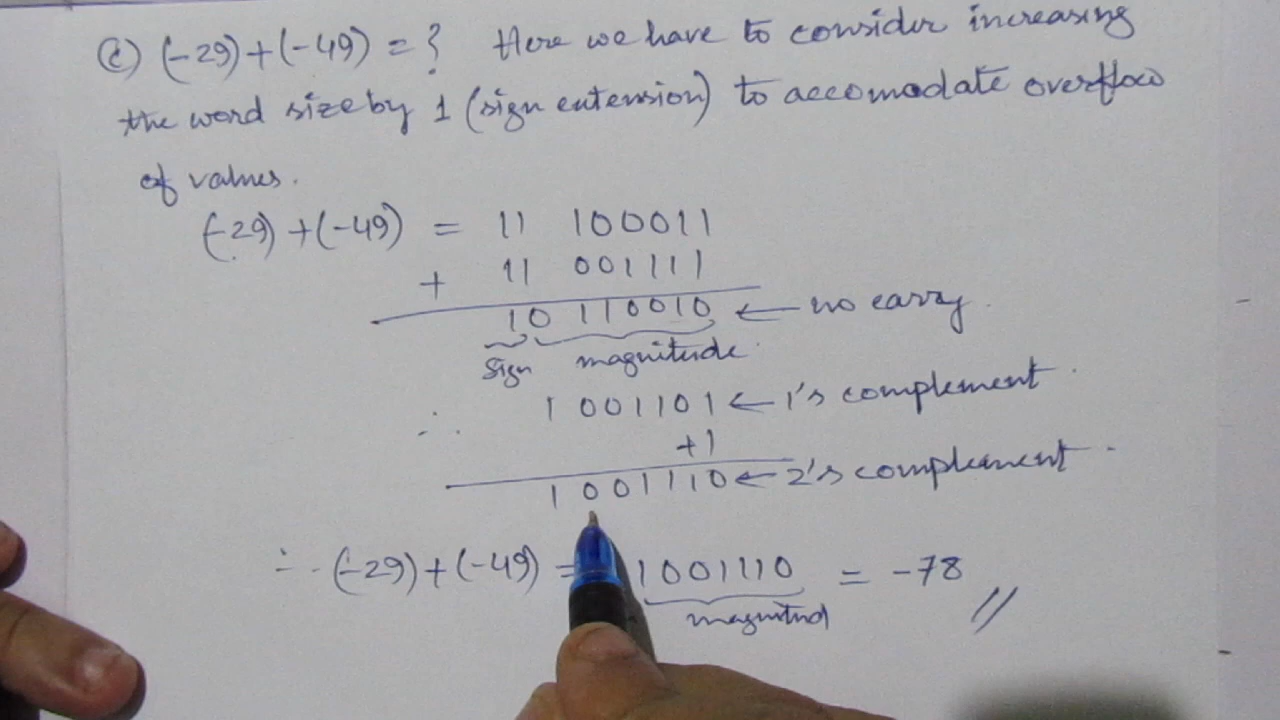 (c) (-29)+(-49) = ? Here we have to consider increasing
the word size by 1 (sign extension) to accomodate overflow
of values.
(-29)+(-49) = 11 100011
+ 11 001111
10 110010 ← no carry.
sign magnitude
∴ 1 001101 ← 1's complement
+1
1 001110 ← 2's complement
∴ (-29)+(-49) = 1001110 = -78 //
magnitud